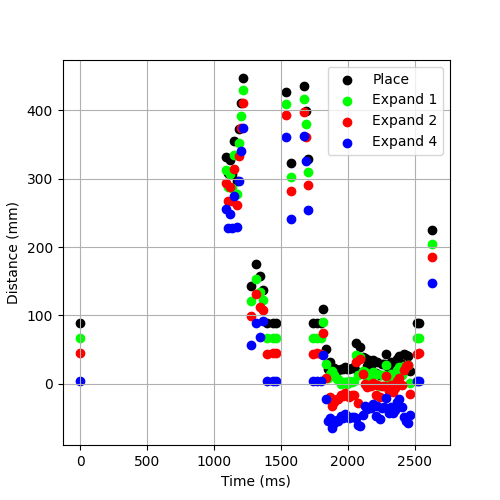 Place
Expand 1
Expand 2
Expand 4
Distance (mm)
400
300
200
100
0
0
500
1000
1500
2000
2500
Time (ms)